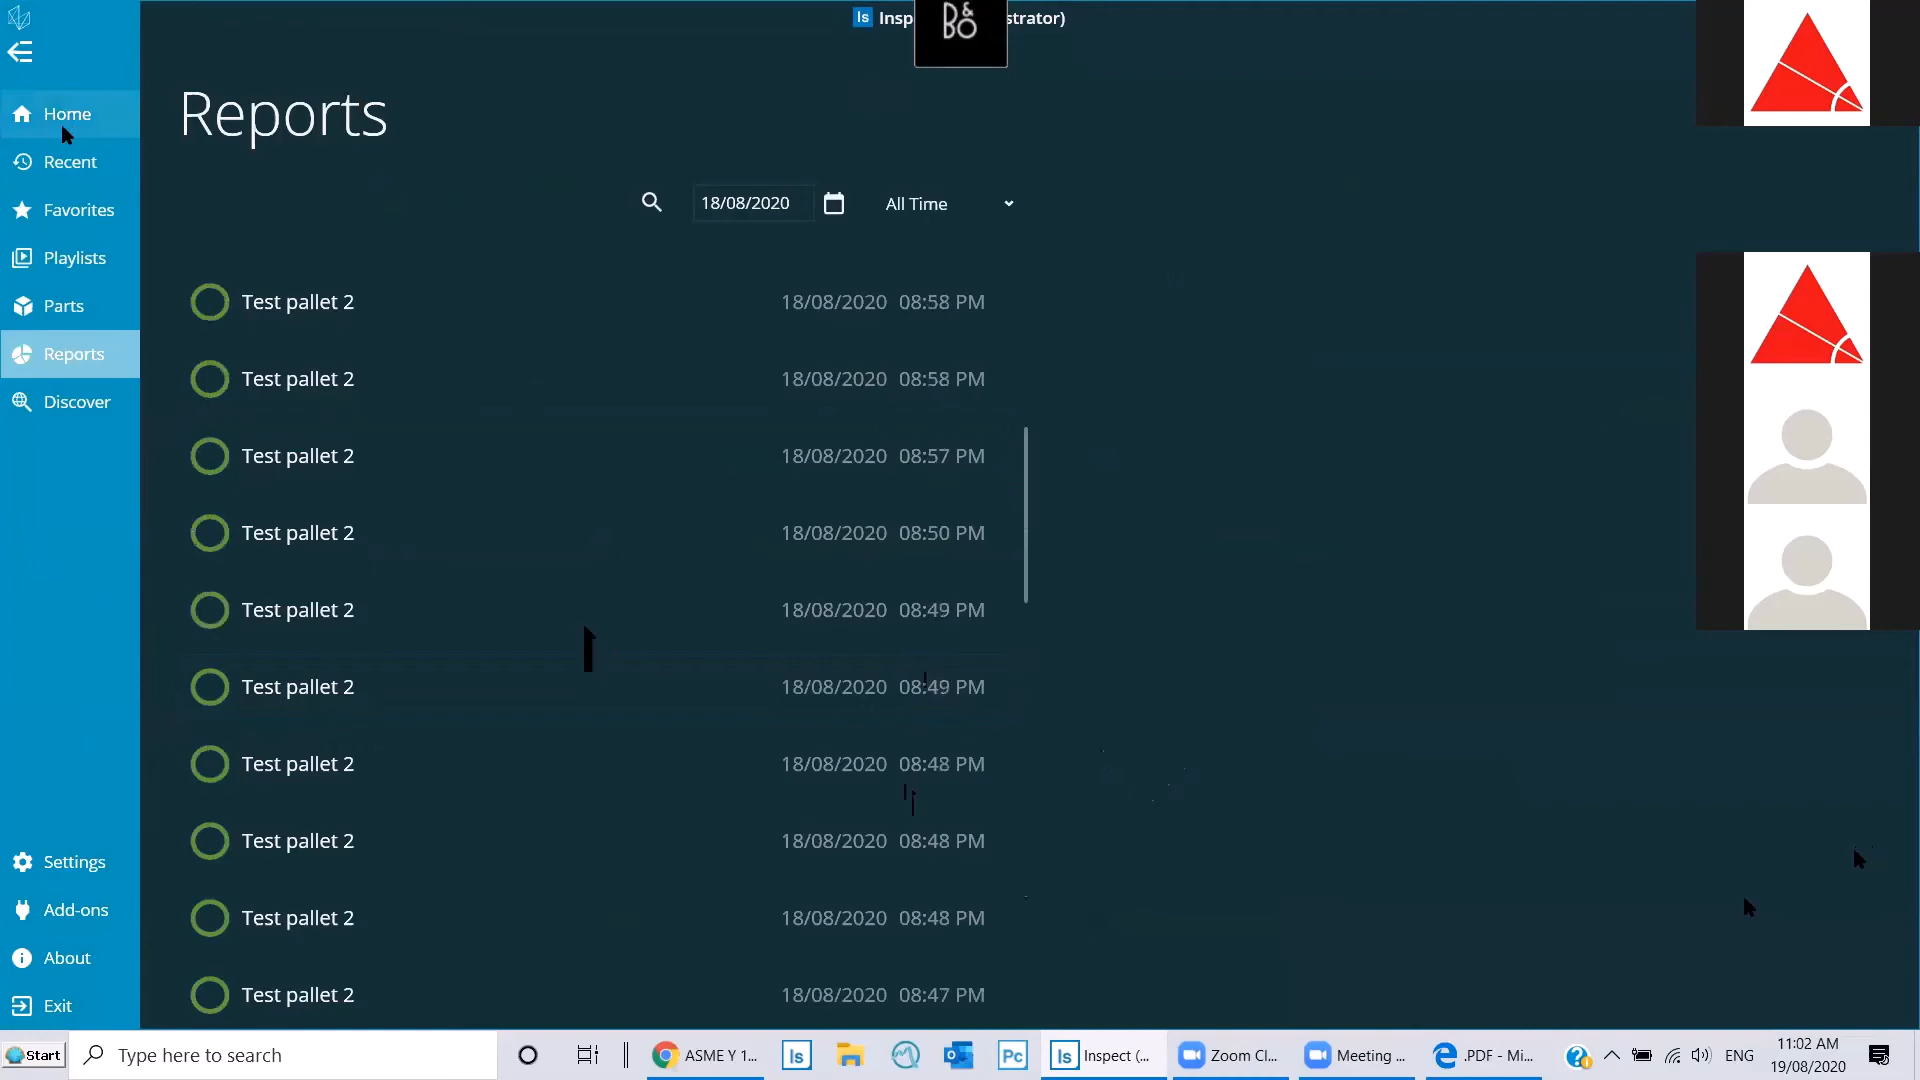 Is Insp strator)
B&O
Home
Recent
Favorites
Playlists
Parts
Reports
Discover
Settings
Add-ons
About
Exit
Reports
18/08/2020 All Time
Test pallet 2 18/08/2020 08:58 PM
Test pallet 2 18/08/2020 08:58 PM
Test pallet 2 18/08/2020 08:57 PM
Test pallet 2 18/08/2020 08:50 PM
Test pallet 2 18/08/2020 08:49 PM
Test pallet 2 18/08/2020 08:49 PM
Test pallet 2 18/08/2020 08:48 PM
Test pallet 2 18/08/2020 08:48 PM
Test pallet 2 18/08/2020 08:48 PM
Test pallet 2 18/08/2020 08:47 PM
Start Type here to search ASME Y 1... Is Pc Is Inspect (... Zoom Cl... Meeting ... .PDF - Mi... ENG 11:02 AM
19/08/2020